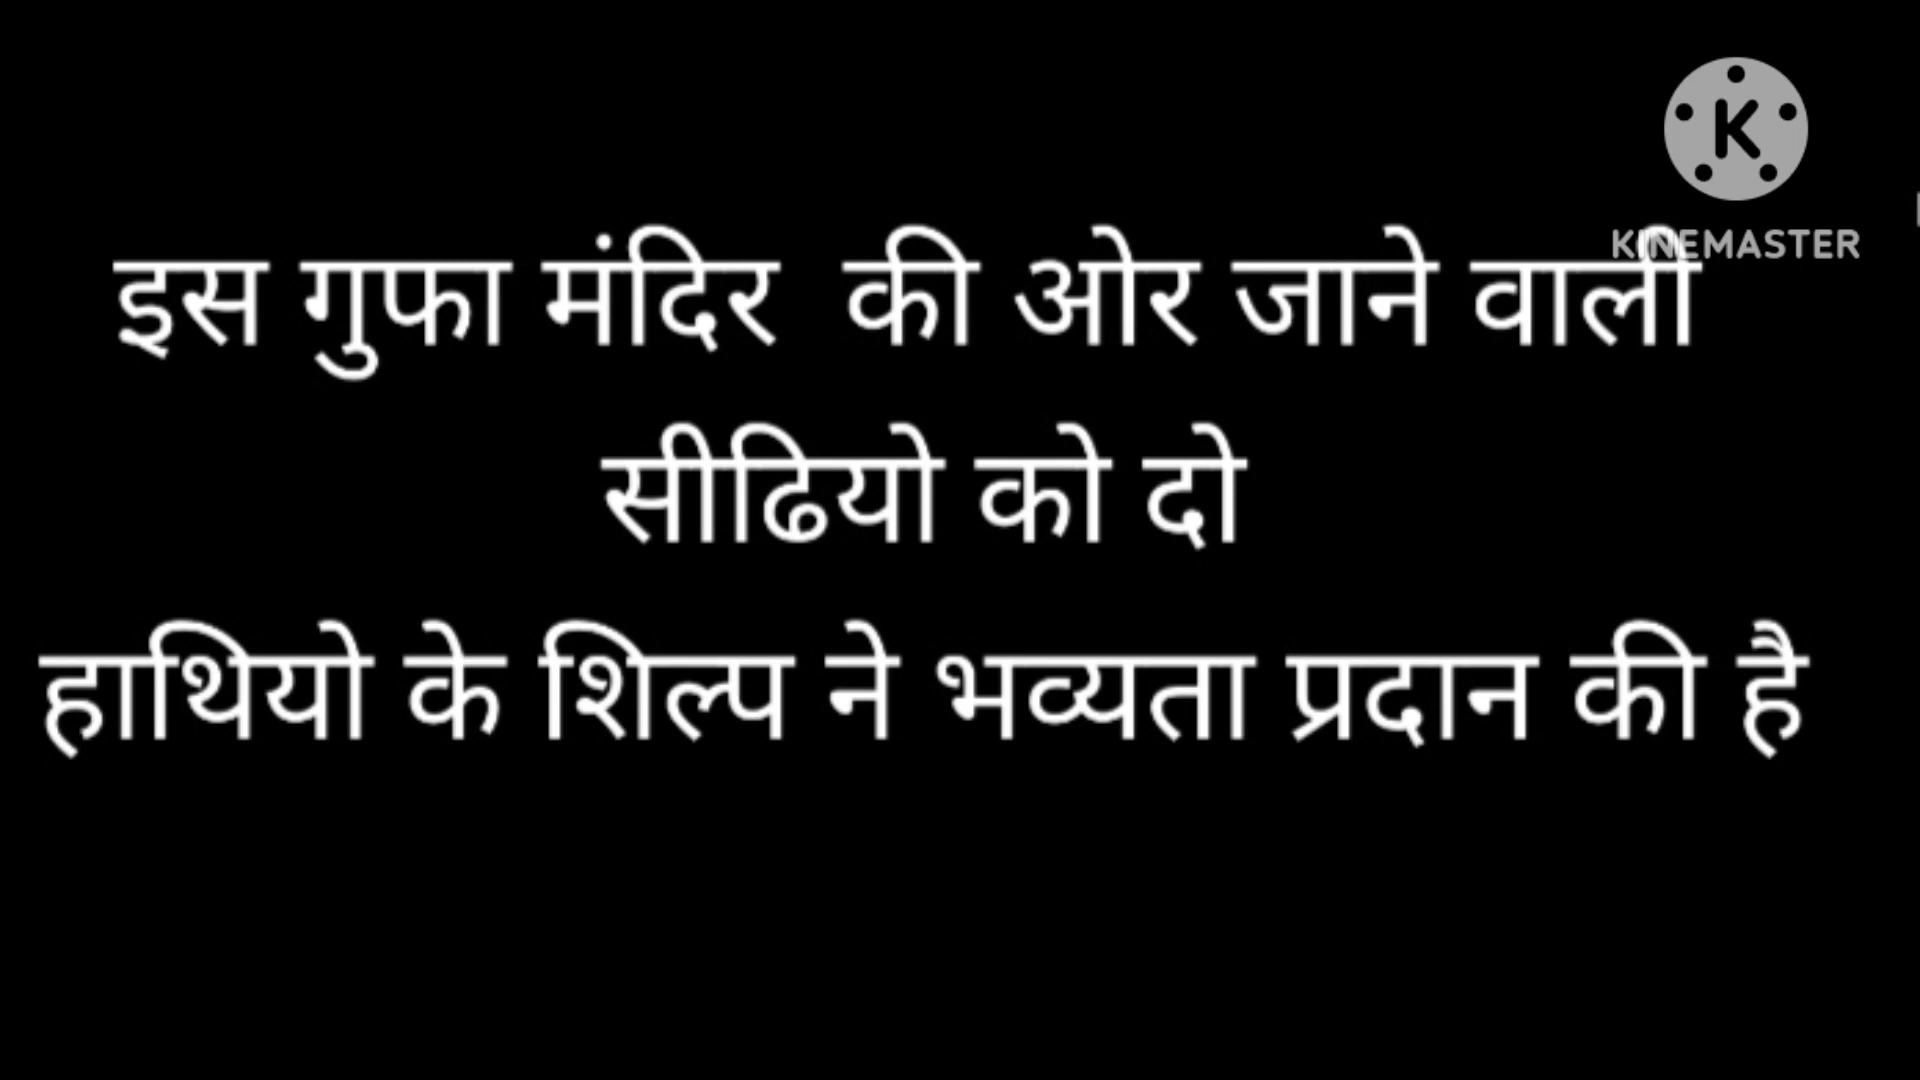 K
KINEMASTER
इस गुफा मंदिर की ओर जाने वाली
सीढियो को दो
हाथियो के शिल्प ने भव्यता प्रदान की है